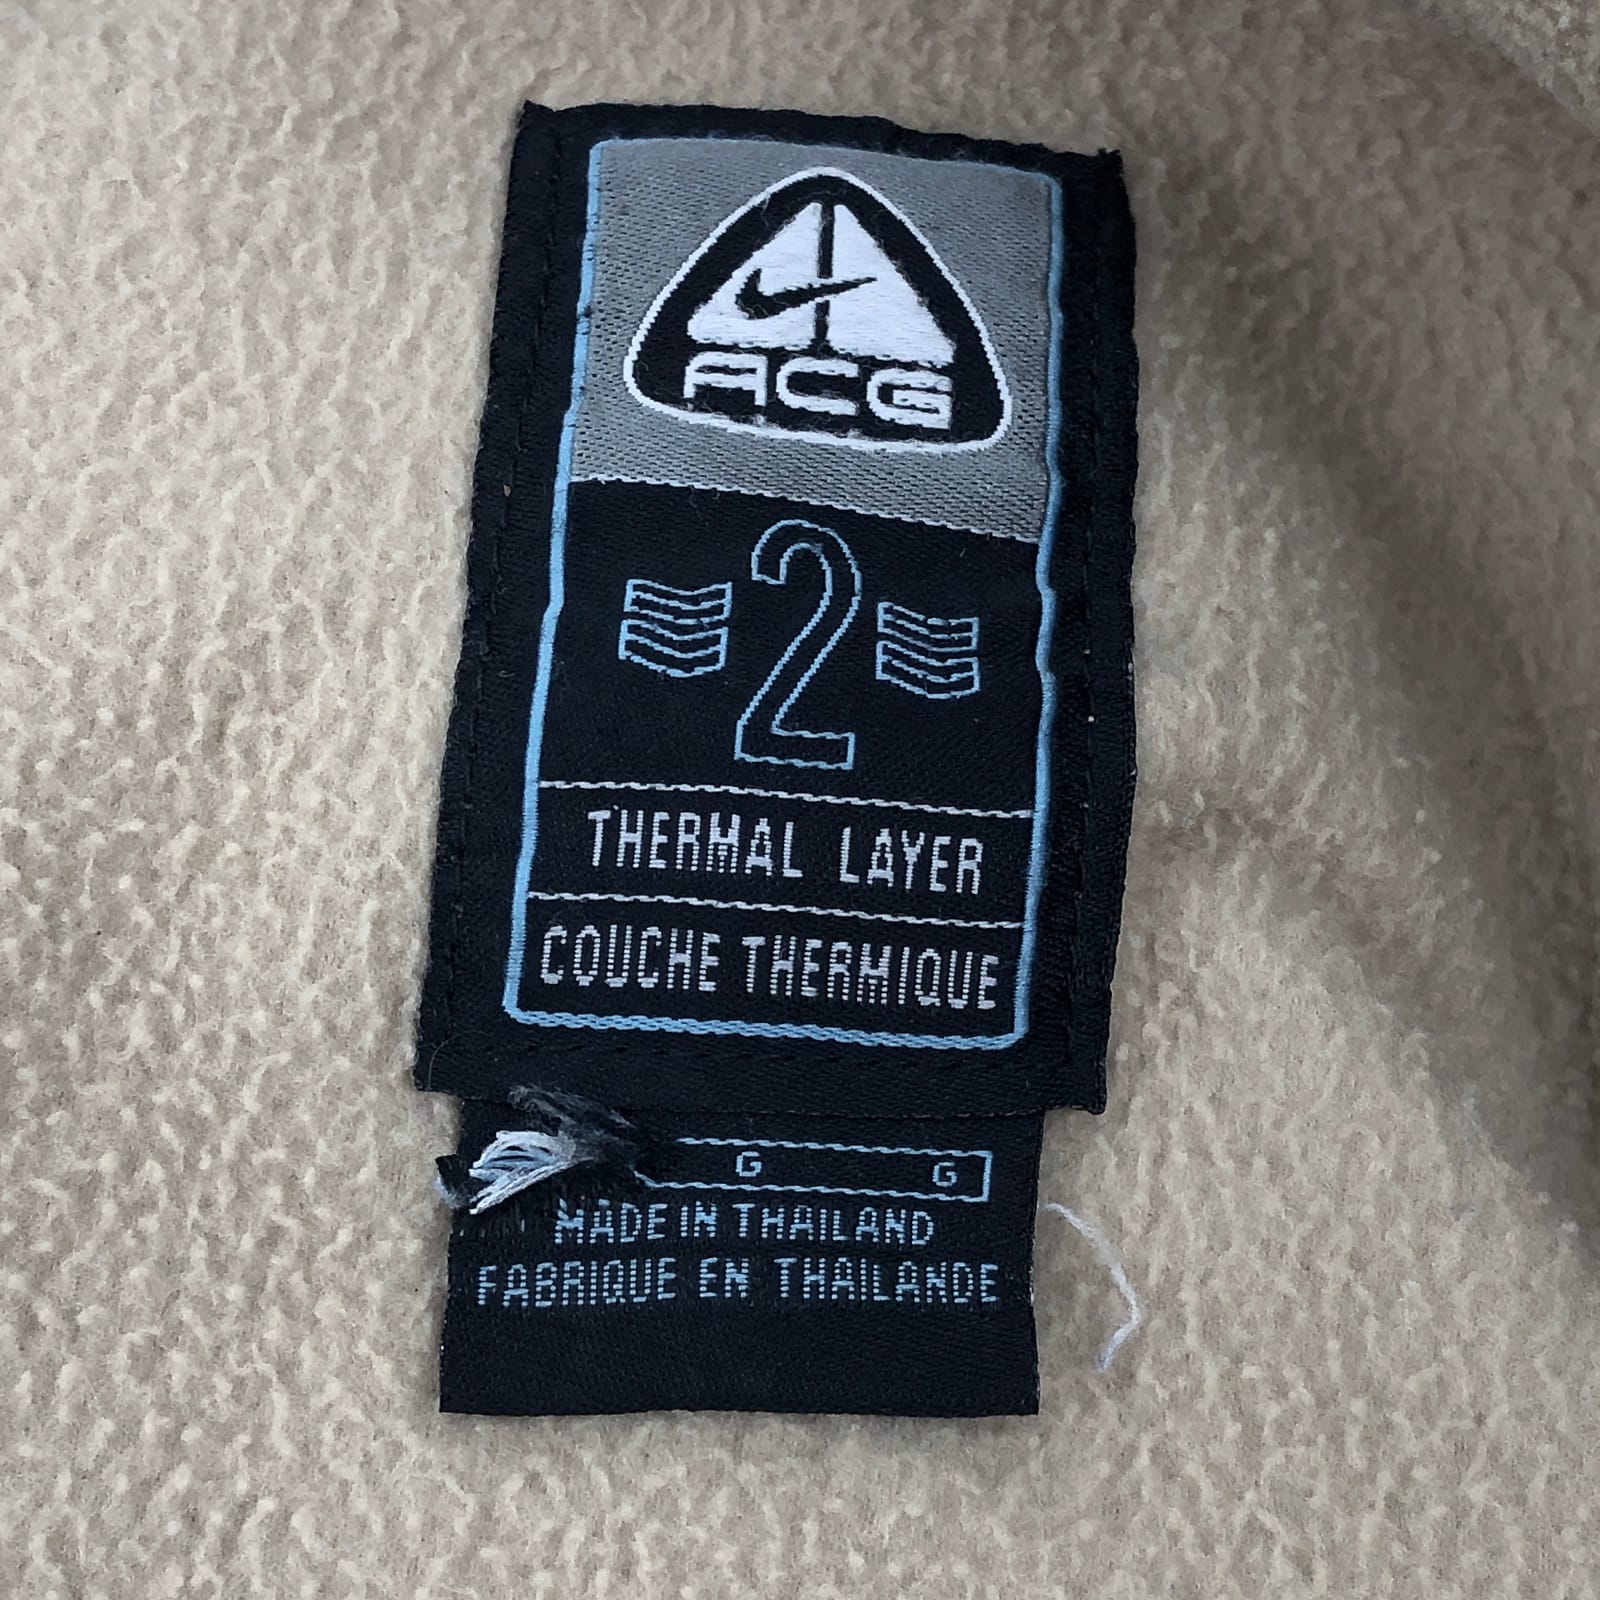 ACG
2
THERMAL LAYER
COUCHE THERMIQUE
G G
MADE IN THAILAND
FABRIQUE EN THAILANDE